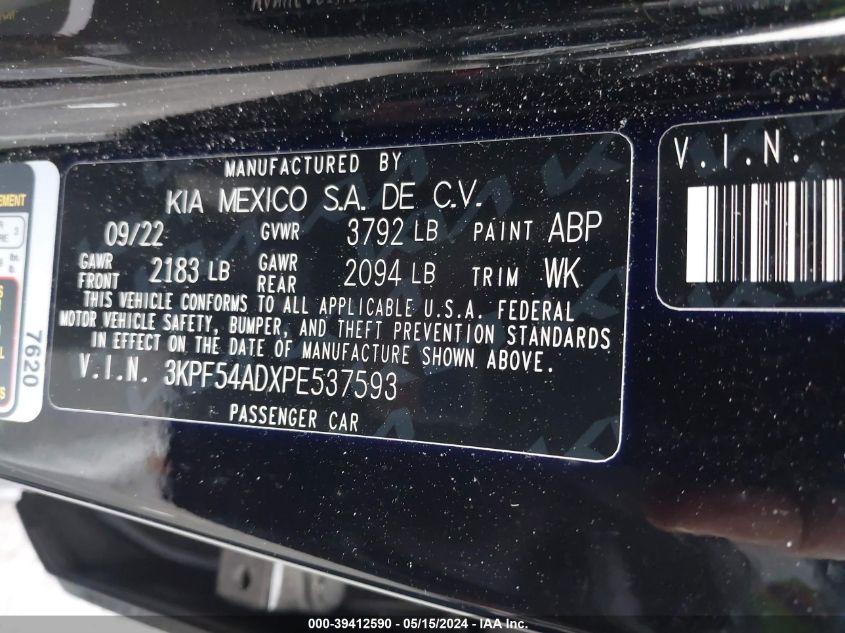 MANUFACTURED BY
KIA MEXICO S.A. DE C.V.
09/22 GVWR 3792 LB PAINT ABP
GAWR FRONT 2183 LB GAWR REAR 2094 LB TRIM WK
THIS VEHICLE CONFORMS TO ALL APPLICABLE U.S.A. FEDERAL
MOTOR VEHICLE SAFETY, BUMPER, AND THEFT PREVENTION STANDARDS
IN EFFECT ON THE DATE OF MANUFACTURE SHOWN ABOVE.
V.I.N. 3KPF54ADXPE537593
PASSENGER CAR
V.I.N.
7620
000-39412590 - 05/15/2024 - IAA Inc.